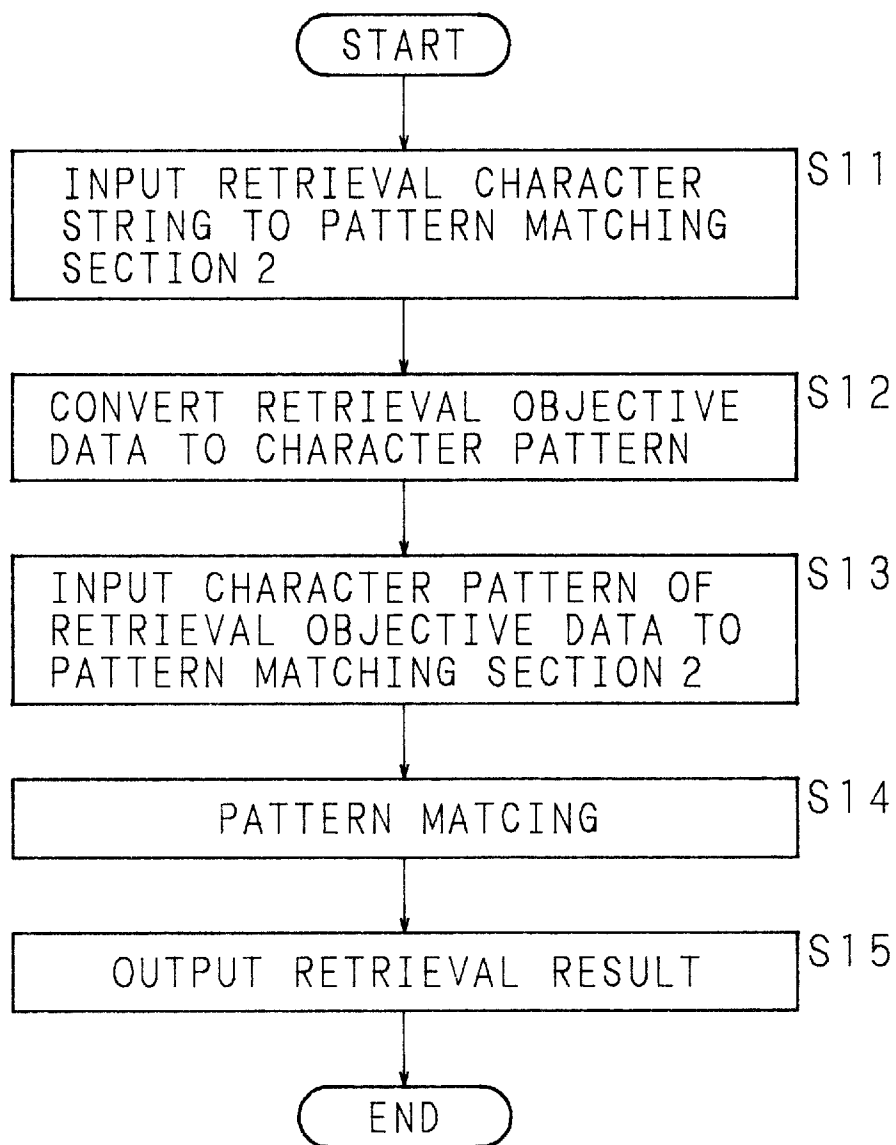 START
S11
INPUT RETRIEVAL CHARACTER
STRING TO PATTERN MATCHING
SECTION 2
S12
CONVERT RETRIEVAL OBJECTIVE
DATA TO CHARACTER PATTERN
S13
INPUT CHARACTER PATTERN OF
RETRIEVAL OBJECTIVE DATA TO
PATTERN MATCHING SECTION 2
S14
PATTERN MATCING
S15
OUTPUT RETRIEVAL RESULT
END